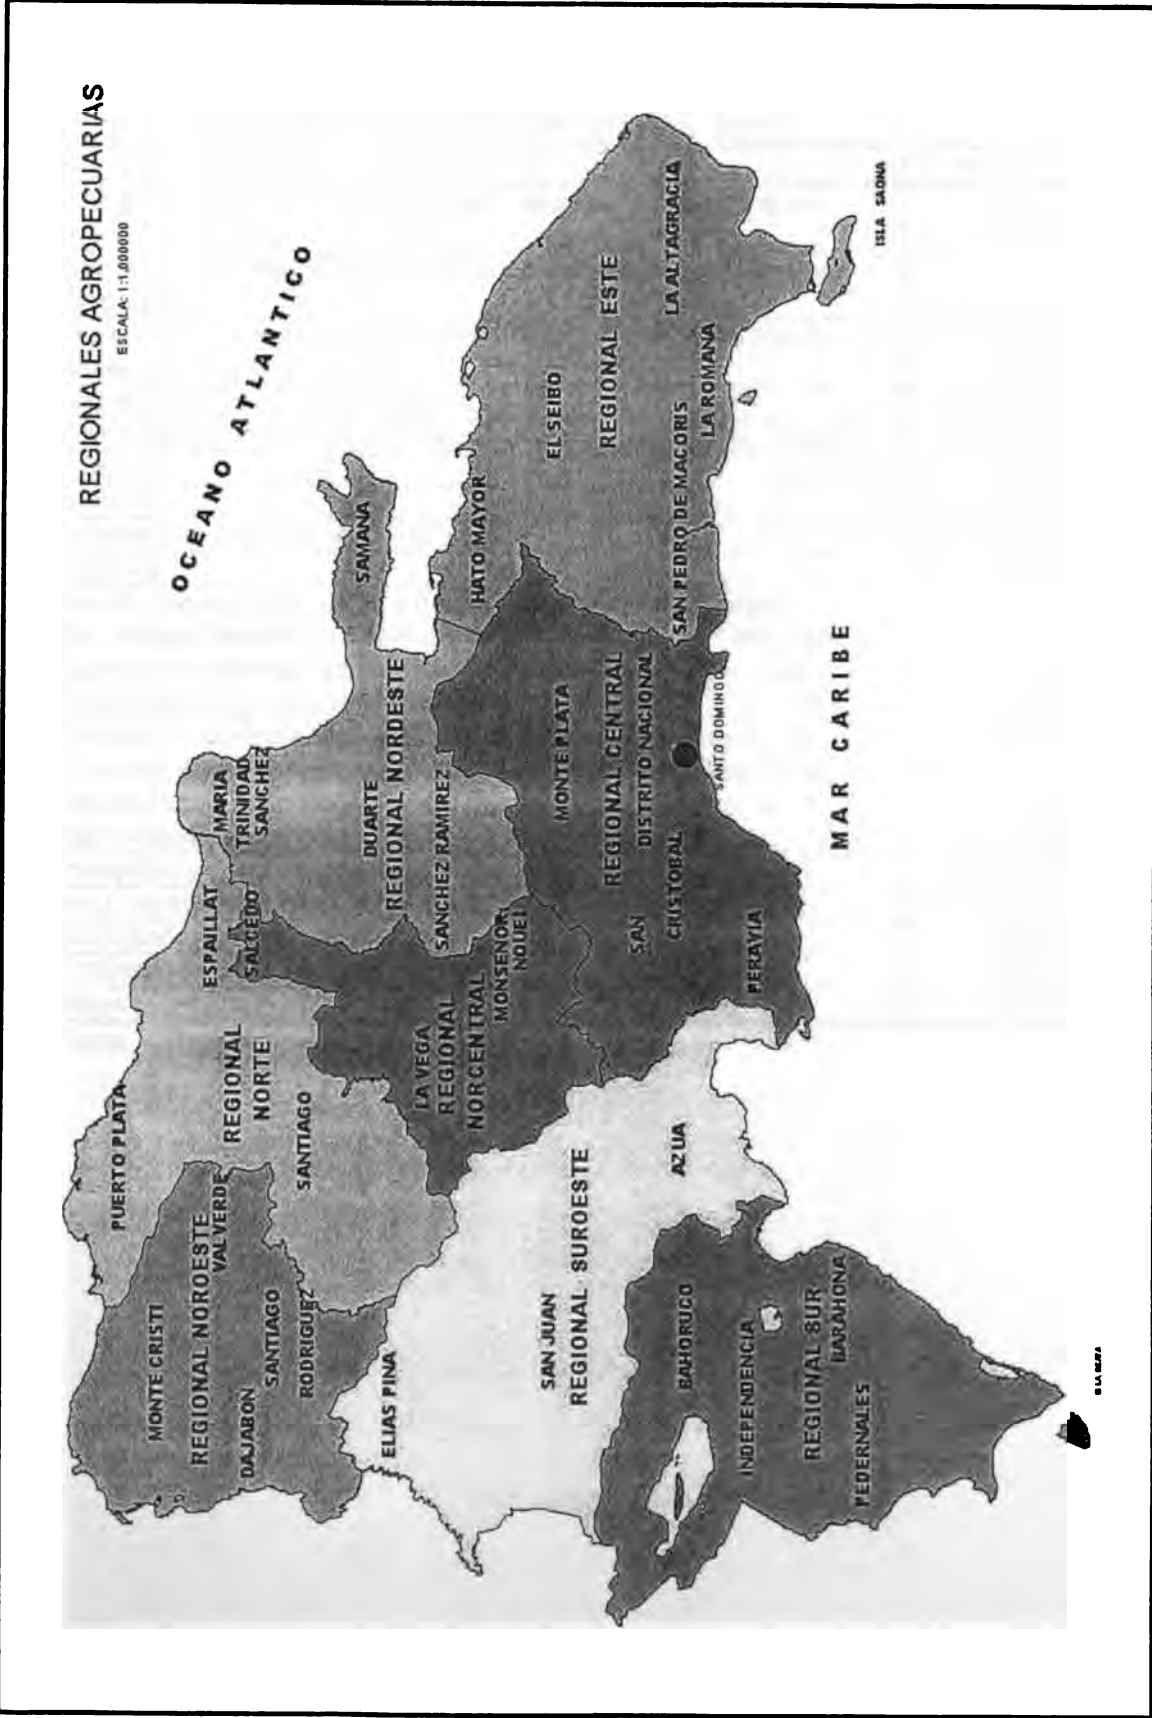 REGIONALES AGROPECUARIAS
ESCALA: 1:1,000000
OCEANO ATLANTICO
PUERTO PLATA
MONTE CRISTI
REGIONAL NOROESTE
VALVERDE
DAJABON
SANTIAGO
RODRIGUEZ
REGIONAL
NORTE
SANTIAGO
ESPAILLAT
SALCEDO
MARIA
TRINIDAD
SANCHEZ
SAMANA
DUARTE
REGIONAL NORDESTE
SANCHEZ RAMIREZ
LA VEGA
REGIONAL
NORCENTRAL
MONSENOR
NOUEL
ELIAS PINA
SAN JUAN
REGIONAL SUROESTE
AZUA
HATO MAYOR
EL SEIBO
REGIONAL ESTE
LA ALTAGRACIA
SAN PEDRO DE MACORIS
LA ROMANA
ISLA SAONA
MONTE PLATA
REGIONAL CENTRAL
DISTRITO NACIONAL
SAN
CRISTOBAL
SANTO DOMINGO
PERAVIA
BAHORUCO
INDEPENDENCIA
REGIONAL SUR
BARAHONA
PEDERNALES
MAR CARIBE